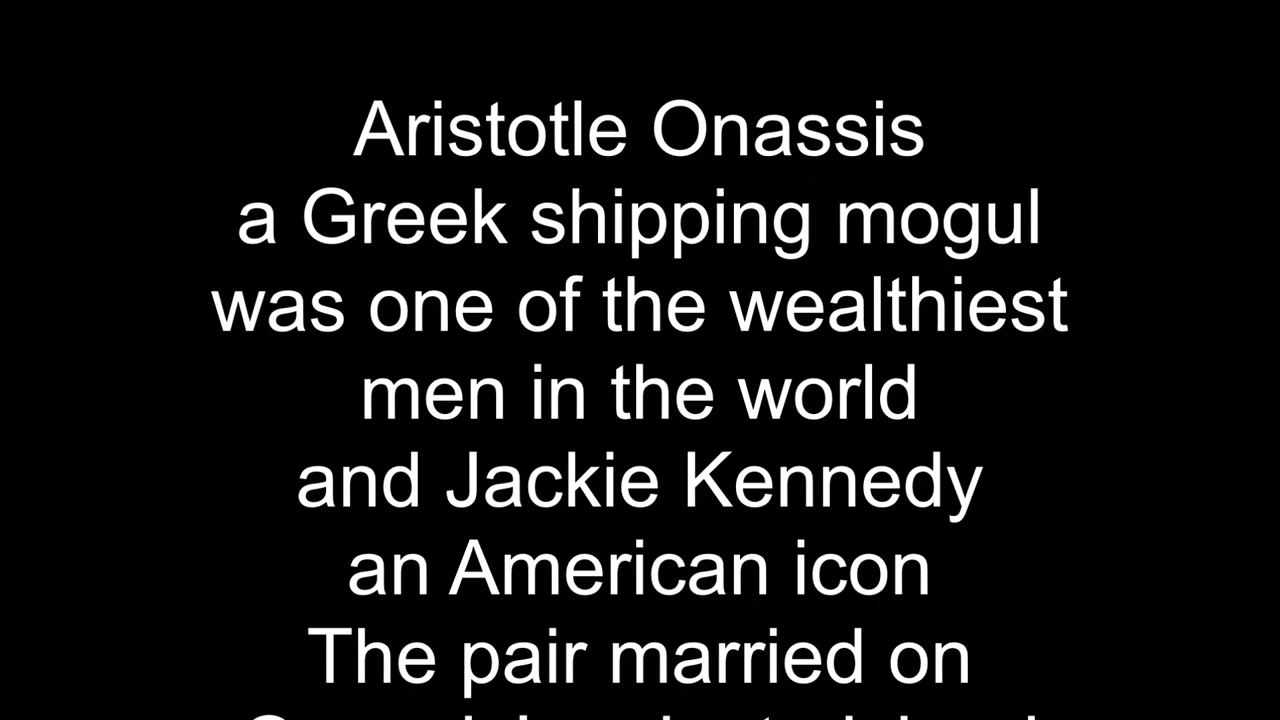 Aristotle Onassis
a Greek shipping mogul
was one of the wealthiest
men in the world
and Jackie Kennedy
an American icon
The pair married on